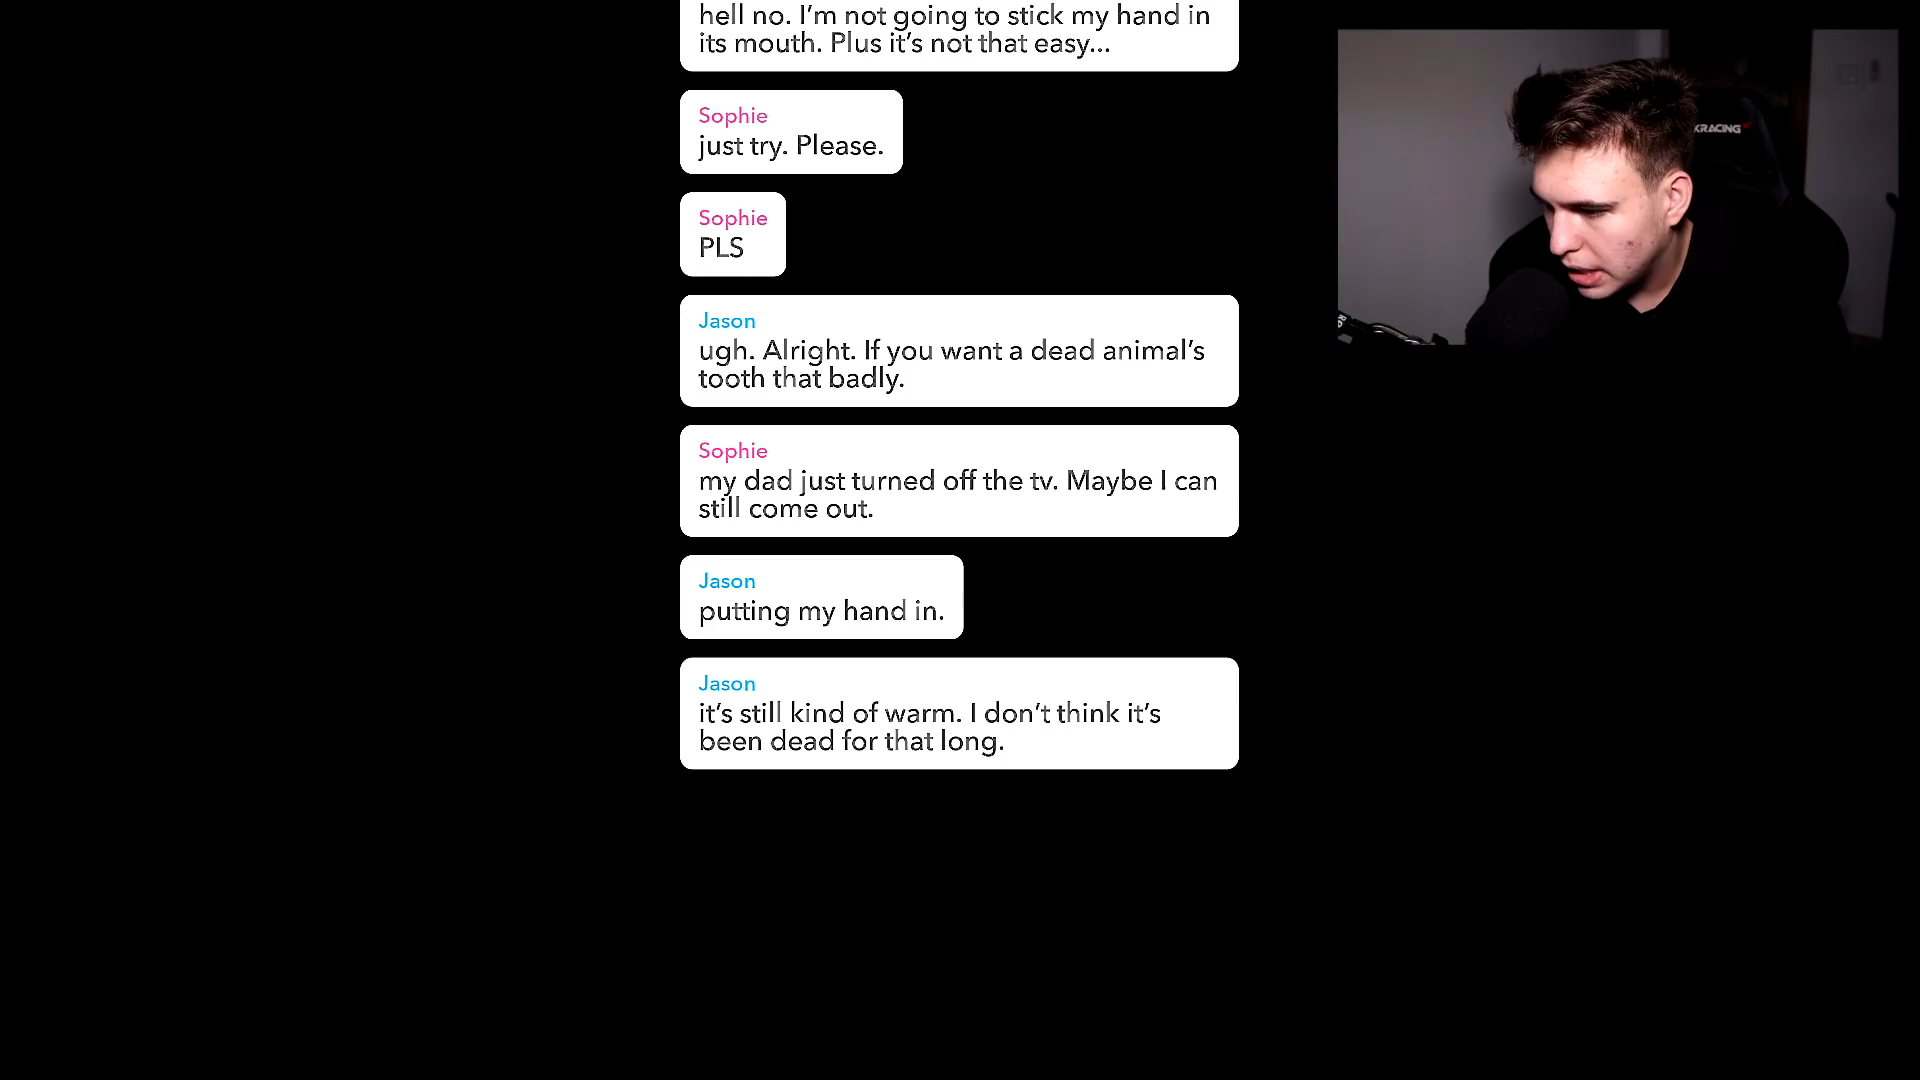 hell no. I'm not going to stick my hand in
its mouth. Plus it's not that easy...
Sophie
just try. Please.
Sophie
PLS
Jason
ugh. Alright. If you want a dead animal's
tooth that badly.
Sophie
my dad just turned off the tv. Maybe I can
still come out.
Jason
putting my hand in.
Jason
it's still kind of warm. I don't think it's
been dead for that long.
KRACING